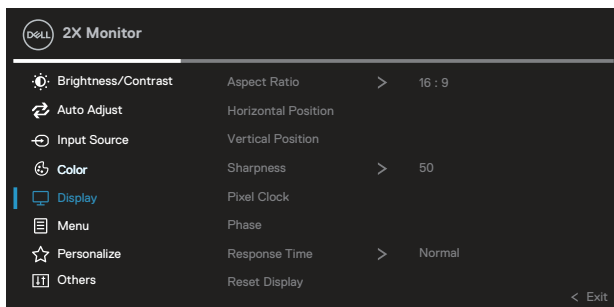 DELL 2X Monitor
Brightness/Contrast Aspect Ratio > 16 : 9
Auto Adjust Horizontal Position
Input Source Vertical Position
Color Sharpness > 50
Display Pixel Clock
Menu Phase
Personalize Response Time > Normal
Others Reset Display
< Exit